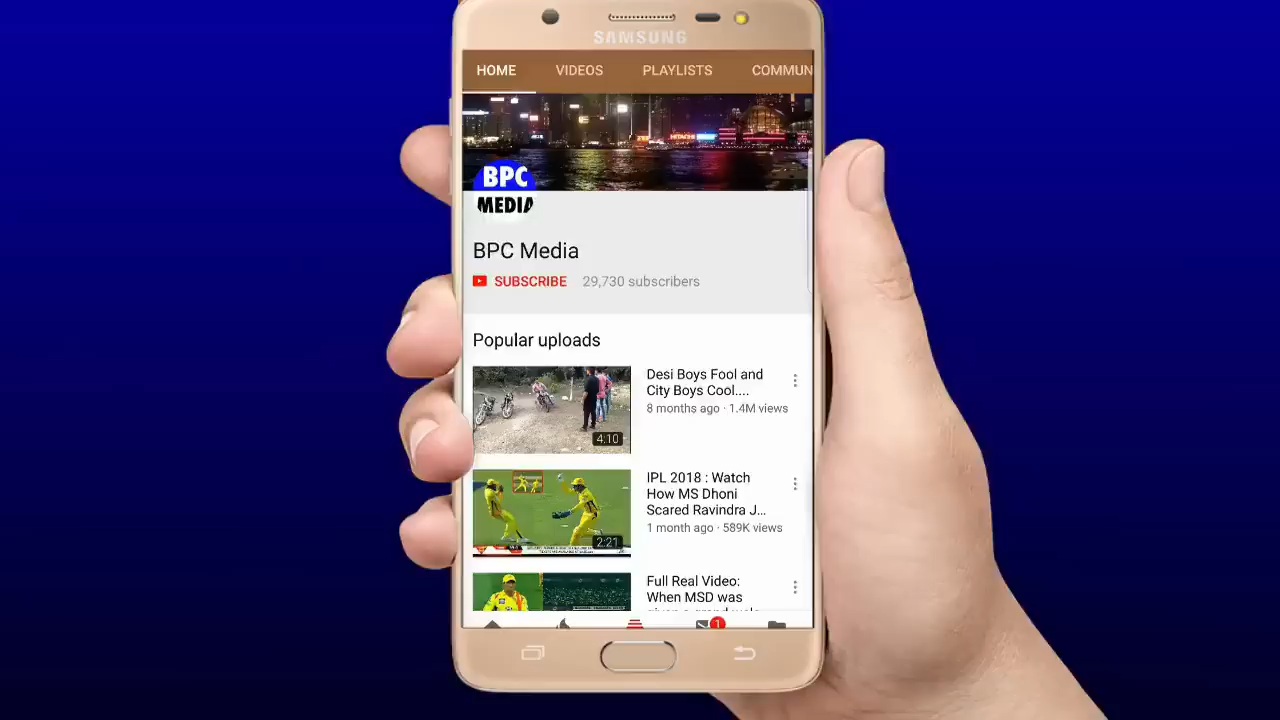 SAMSUNG
HOME VIDEOS PLAYLISTS COMMUN
HITACHI
BPC
MEDIA
BPC Media
SUBSCRIBE 29,730 subscribers
Popular uploads
Desi Boys Fool and
City Boys Cool....
8 months ago · 1.4M views
4:10
IPL 2018 : Watch
How MS Dhoni
Scared Ravindra J...
1 month ago · 589K views
2:21
Full Real Video:
When MSD was
1